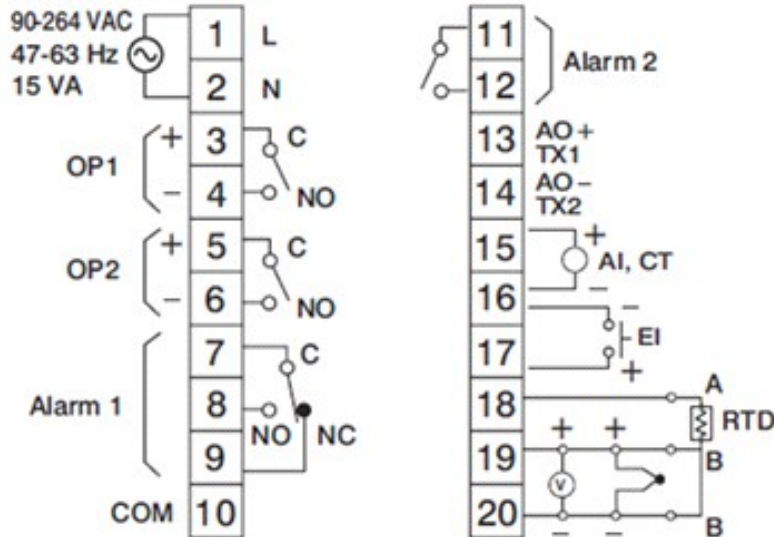 90-264 VAC
47-63 Hz
15 VA
1 L
2 N
OP1 + 3 C
− 4 NO
OP2 + 5 C
− 6 NO
Alarm 1
7 C
8 NO NC
9
COM 10
11
12
Alarm 2
13 AO +
TX1
14 AO −
TX2
15 +
AI, CT
−
16 −
EI
17 +
18 A
RTD
19 + + B
V
20 − − B